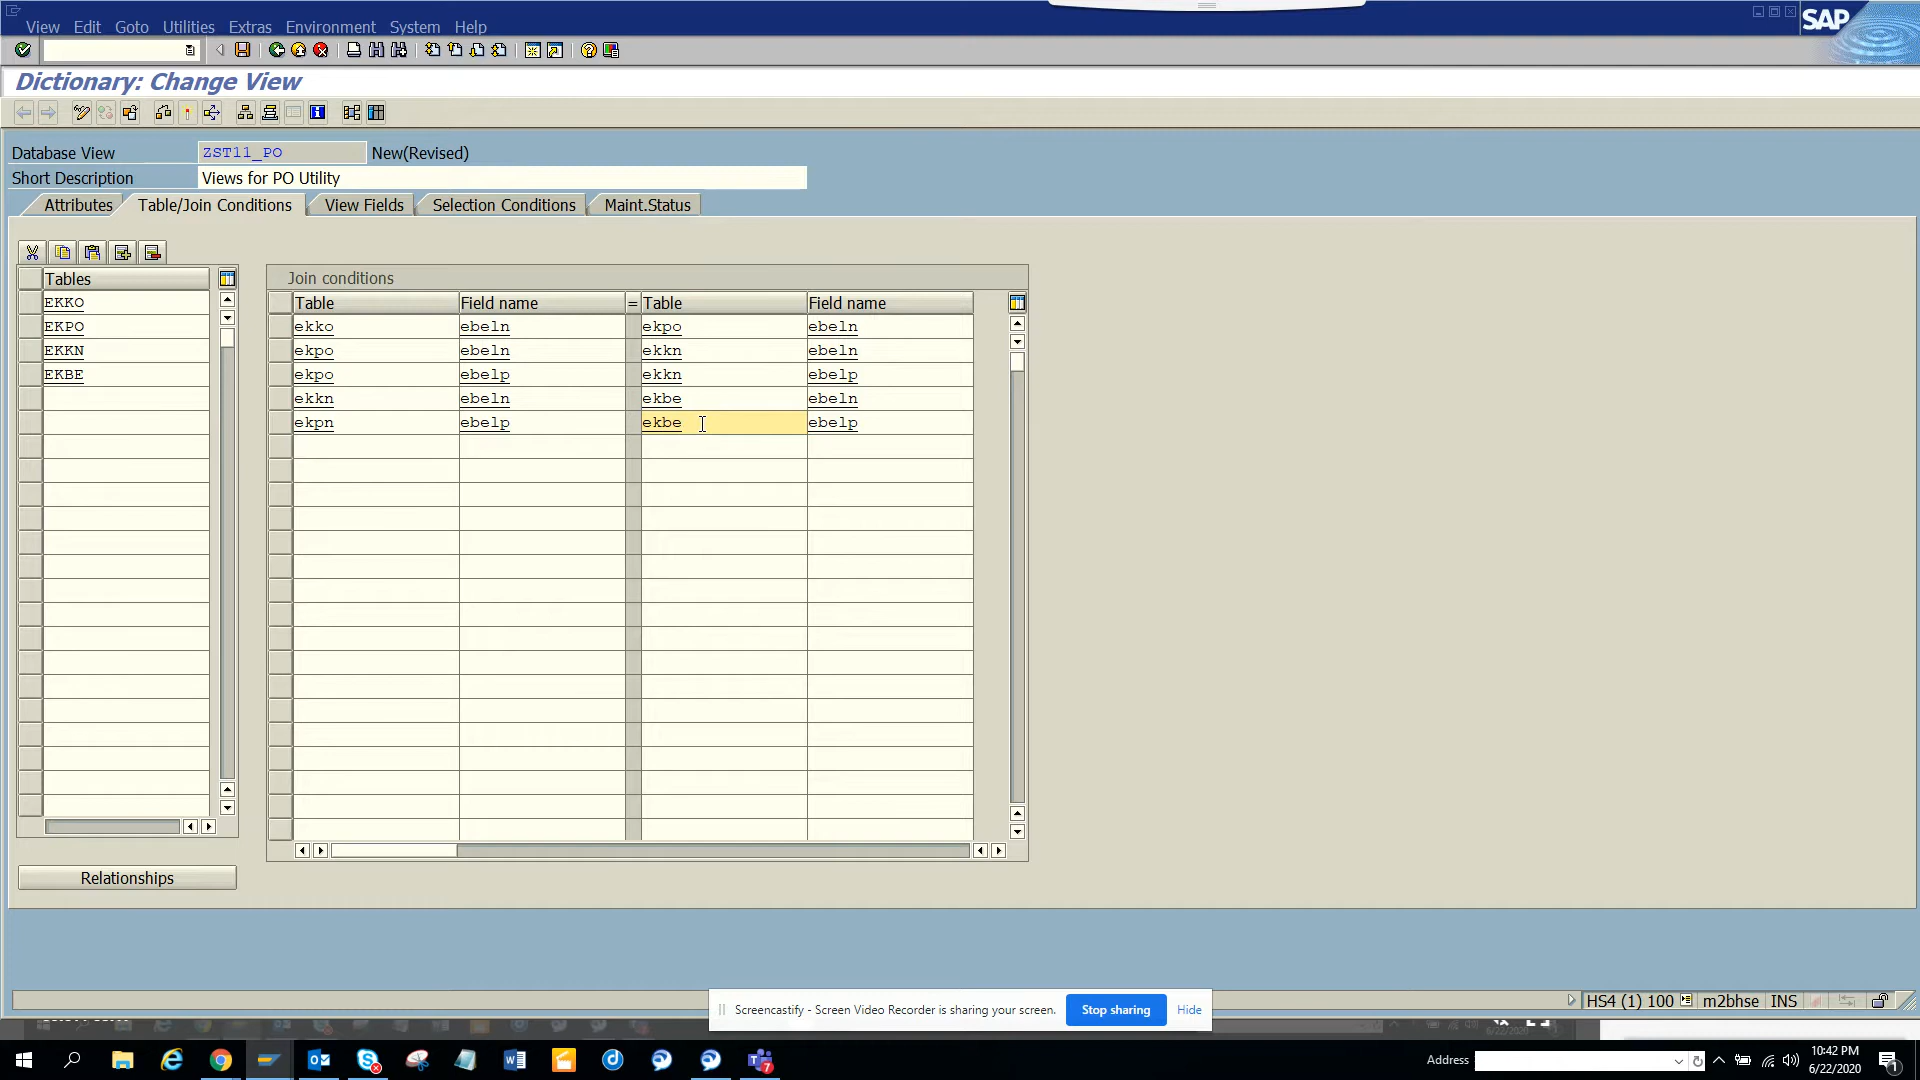 View Edit Goto Utilities Extras Environment System Help
SAP
Dictionary: Change View
Database View ZST11_PO New(Revised)
Short Description Views for PO Utility
Attributes Table/Join Conditions View Fields Selection Conditions Maint.Status
Tables
EKKO
EKPO
EKKN
EKBE
Join conditions
Table Field name = Table Field name
ekko ebeln ekpo ebeln
ekpo ebeln ekkn ebeln
ekpo ebelp ekkn ebelp
ekkn ebeln ekbe ebeln
ekpn ebelp ekbe ebelp
Relationships
HS4 (1) 100 m2bhse INS
Screencastify - Screen Video Recorder is sharing your screen. Stop sharing Hide
Address
10:42 PM
6/22/2020
7
1